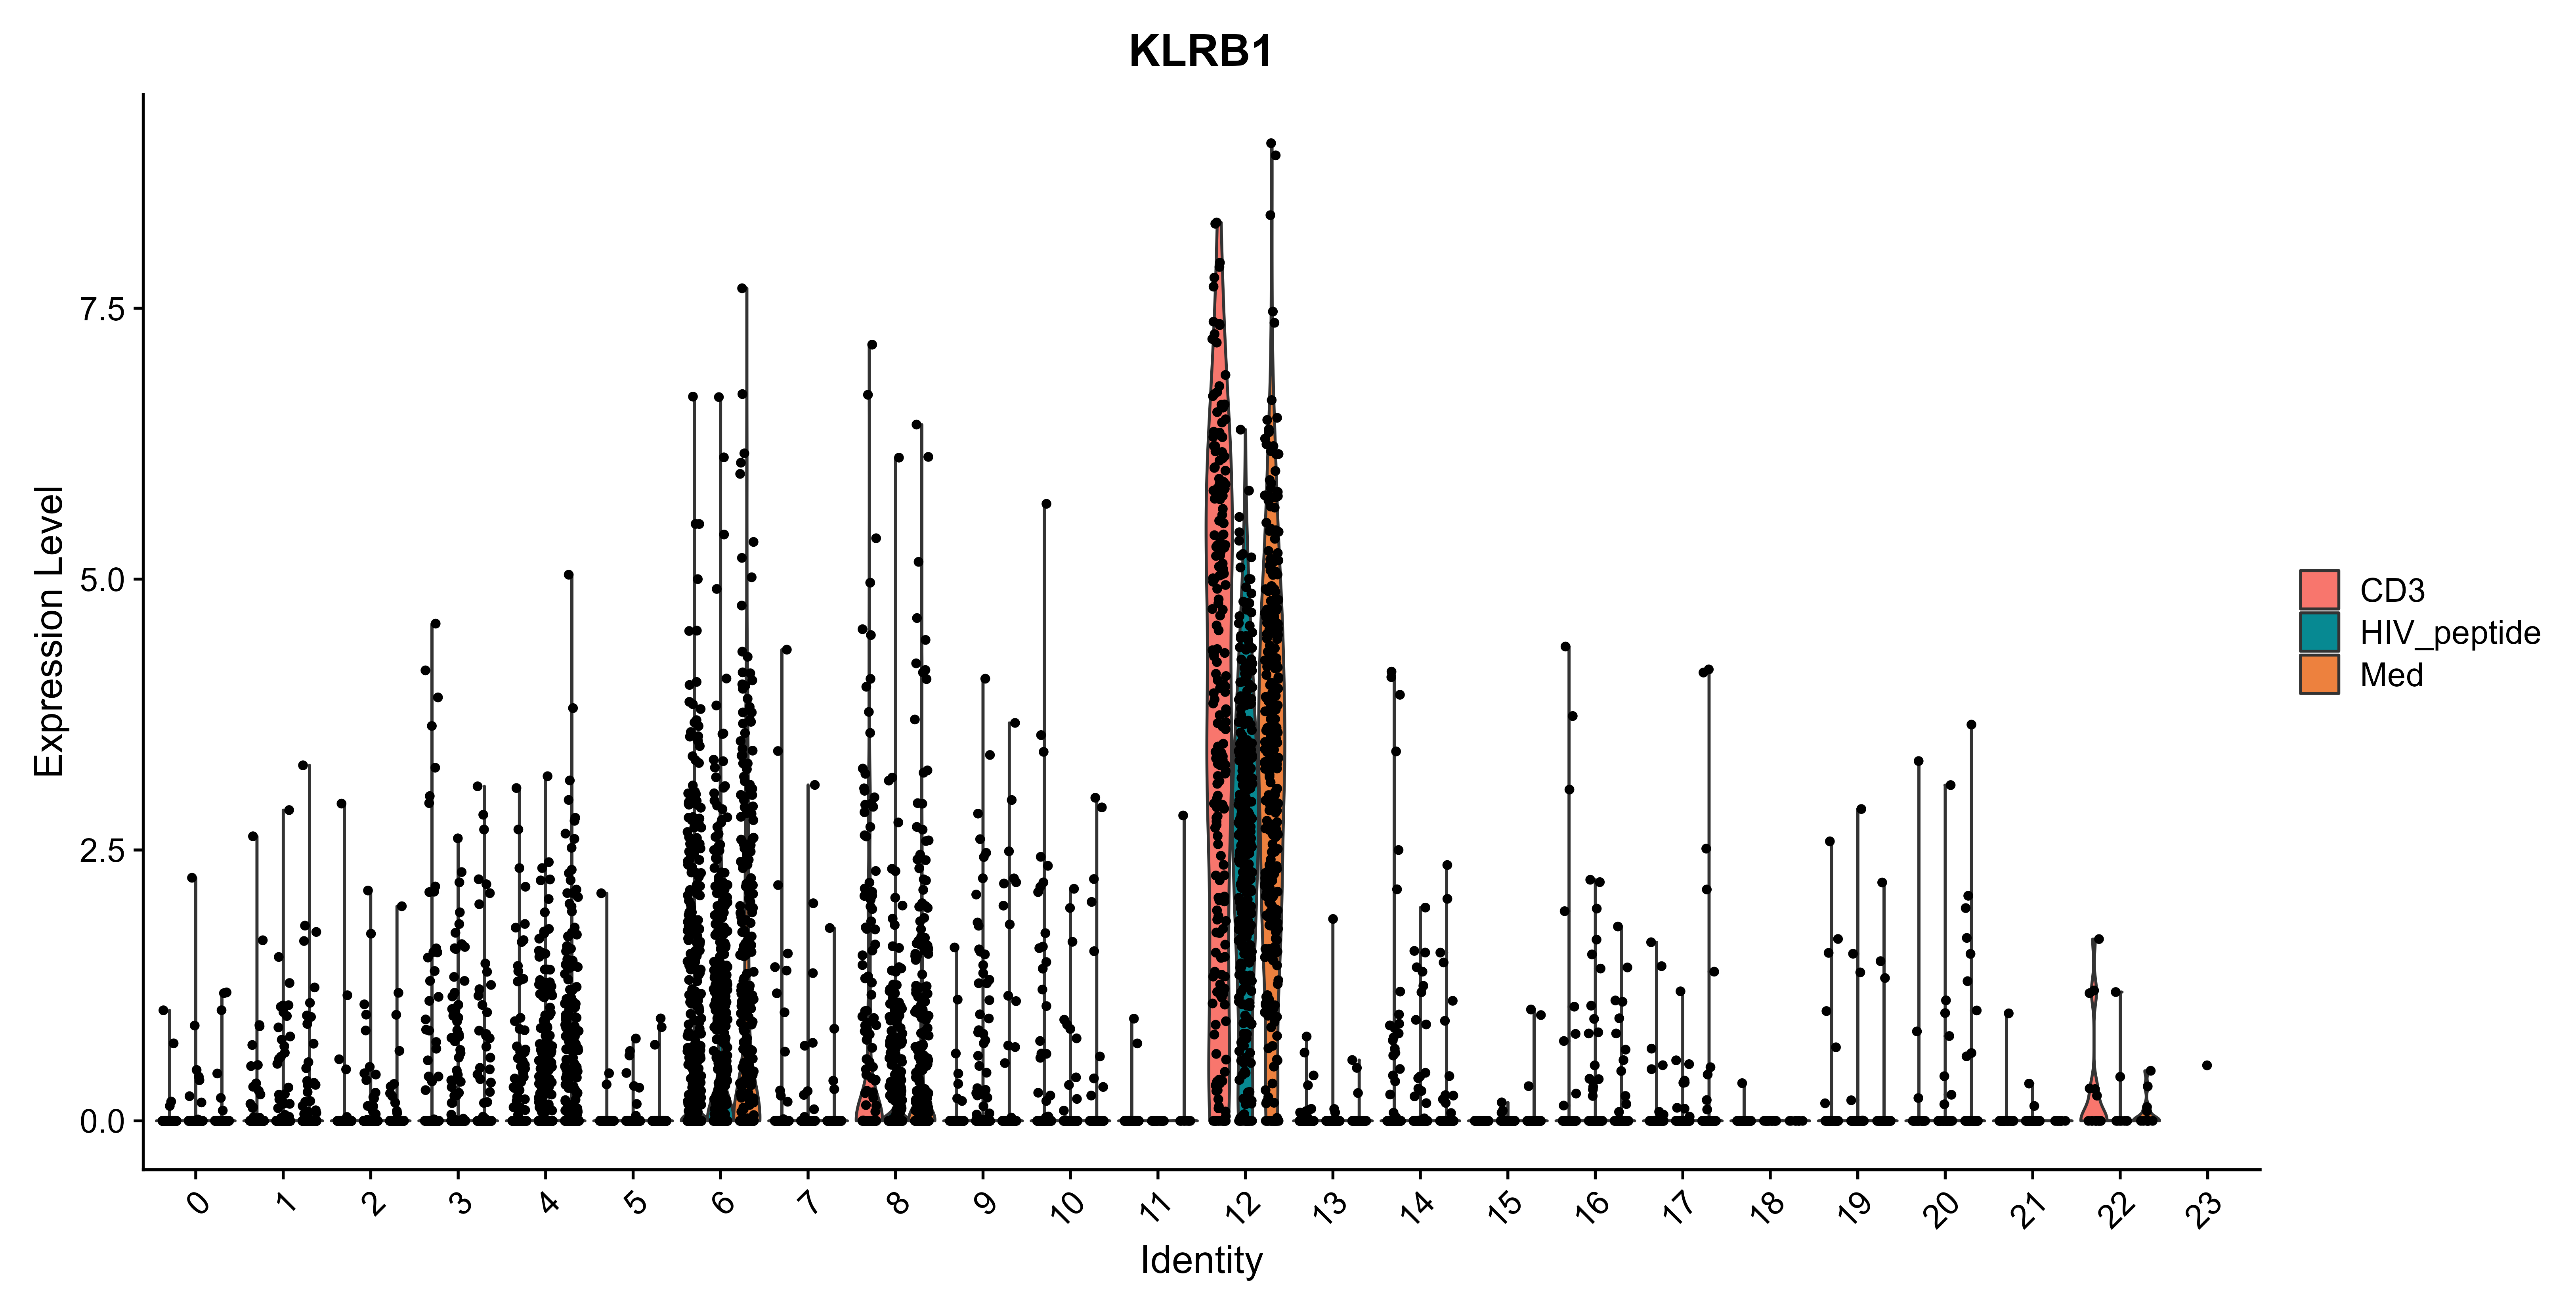 KLRB1
Expression Level
7.5
5.0
2.5
0.0
0 1 2 3 4 5 6 7 8 9 10 11 12 13 14 15 16 17 18 19 20 21 22 23
Identity
CD3
HIV_peptide
Med